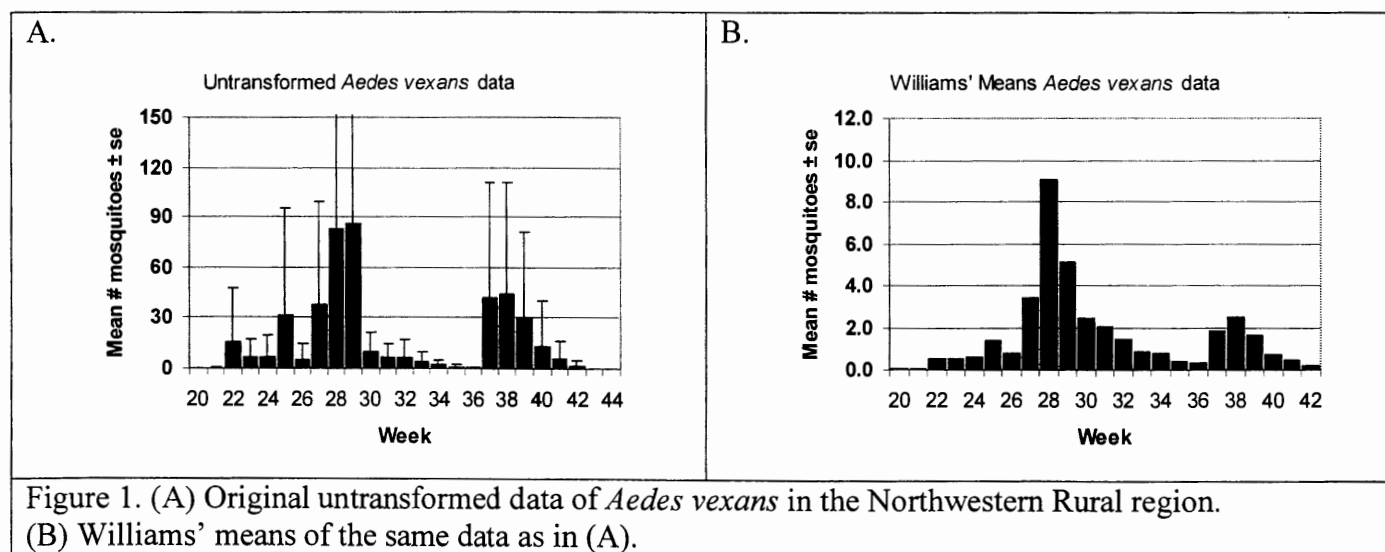 A.
Untransformed Aedes vexans data
Mean # mosquitoes ± se
150
120
90
60
30
0
20 22 24 26 28 30 32 34 36 38 40 42 44
Week
B.
Williams' Means Aedes vexans data
Mean # mosquitoes ± se
12.0
10.0
8.0
6.0
4.0
2.0
0.0
20 22 24 26 28 30 32 34 36 38 40 42
Week
Figure 1. (A) Original untransformed data of Aedes vexans in the Northwestern Rural region.
(B) Williams' means of the same data as in (A).